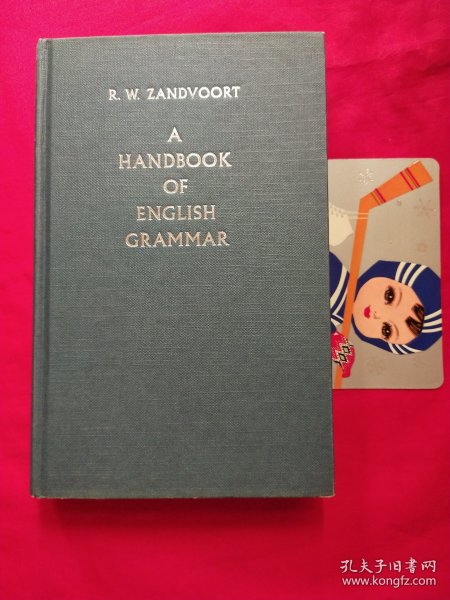 R. W. ZANDVOORT
A
HANDBOOK
OF
ENGLISH
GRAMMAR
孔夫子旧书网
www.kongfz.com